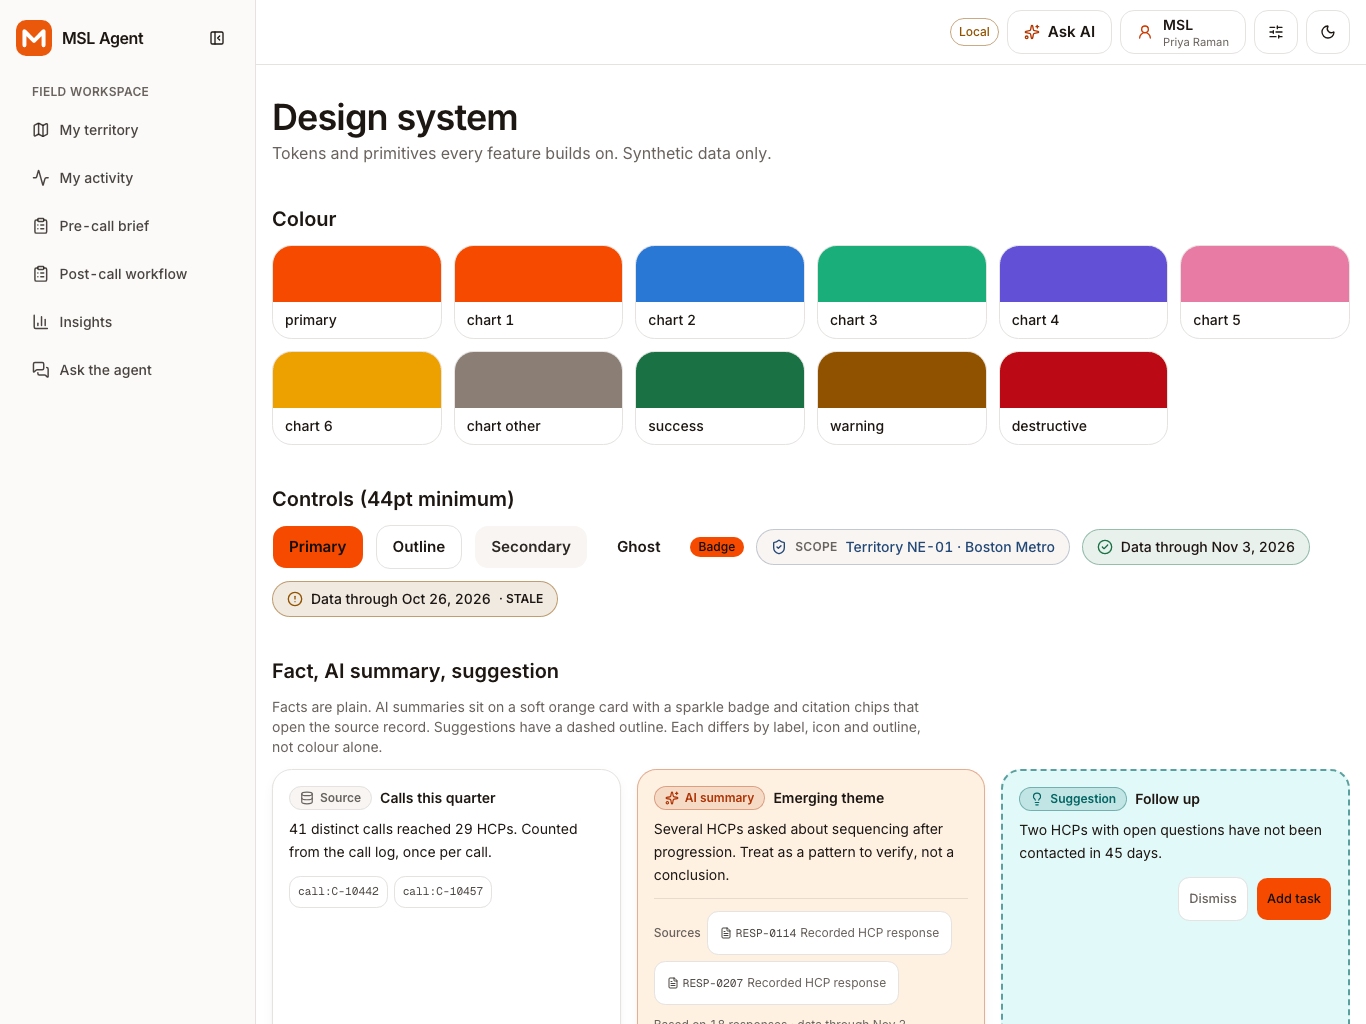 MSL Agent
FIELD WORKSPACE
My territory
My activity
Pre-call brief
Post-call workflow
Insights
Ask the agent
Local
Ask AI
MSL
Priya Raman
Design system
Tokens and primitives every feature builds on. Synthetic data only.
Colour
primary
chart 1
chart 2
chart 3
chart 4
chart 5
chart 6
chart other
success
warning
destructive
Controls (44pt minimum)
Primary
Outline
Secondary
Ghost
Badge
SCOPE Territory NE-01 · Boston Metro
Data through Nov 3, 2026
Data through Oct 26, 2026 · STALE
Fact, AI summary, suggestion
Facts are plain. AI summaries sit on a soft orange card with a sparkle badge and citation chips that
open the source record. Suggestions have a dashed outline. Each differs by label, icon and outline,
not colour alone.
Source Calls this quarter
41 distinct calls reached 29 HCPs. Counted
from the call log, once per call.
call:C-10442 call:C-10457
AI summary Emerging theme
Several HCPs asked about sequencing after
progression. Treat as a pattern to verify, not a
conclusion.
Sources RESP-0114 Recorded HCP response
RESP-0207 Recorded HCP response
Based on 18 responses · data through Nov
Suggestion Follow up
Two HCPs with open questions have not been
contacted in 45 days.
Dismiss
Add task